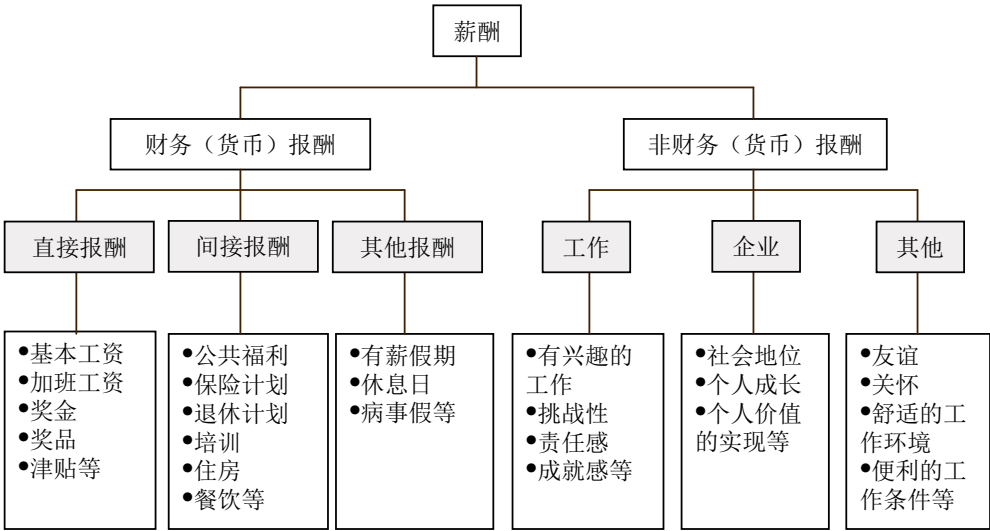 薪酬
财务（货币）报酬
非财务（货币）报酬
直接报酬
间接报酬
其他报酬
工作
企业
其他
●基本工资
●加班工资
●奖金
●奖品
●津贴等
●公共福利
●保险计划
●退休计划
●培训
●住房
●餐饮等
●有薪假期
●休息日
●病事假等
●有兴趣的
工作
●挑战性
●责任感
●成就感等
●社会地位
●个人成长
●个人价值
的实现等
●友谊
●关怀
●舒适的工
作环境
●便利的工
作条件等